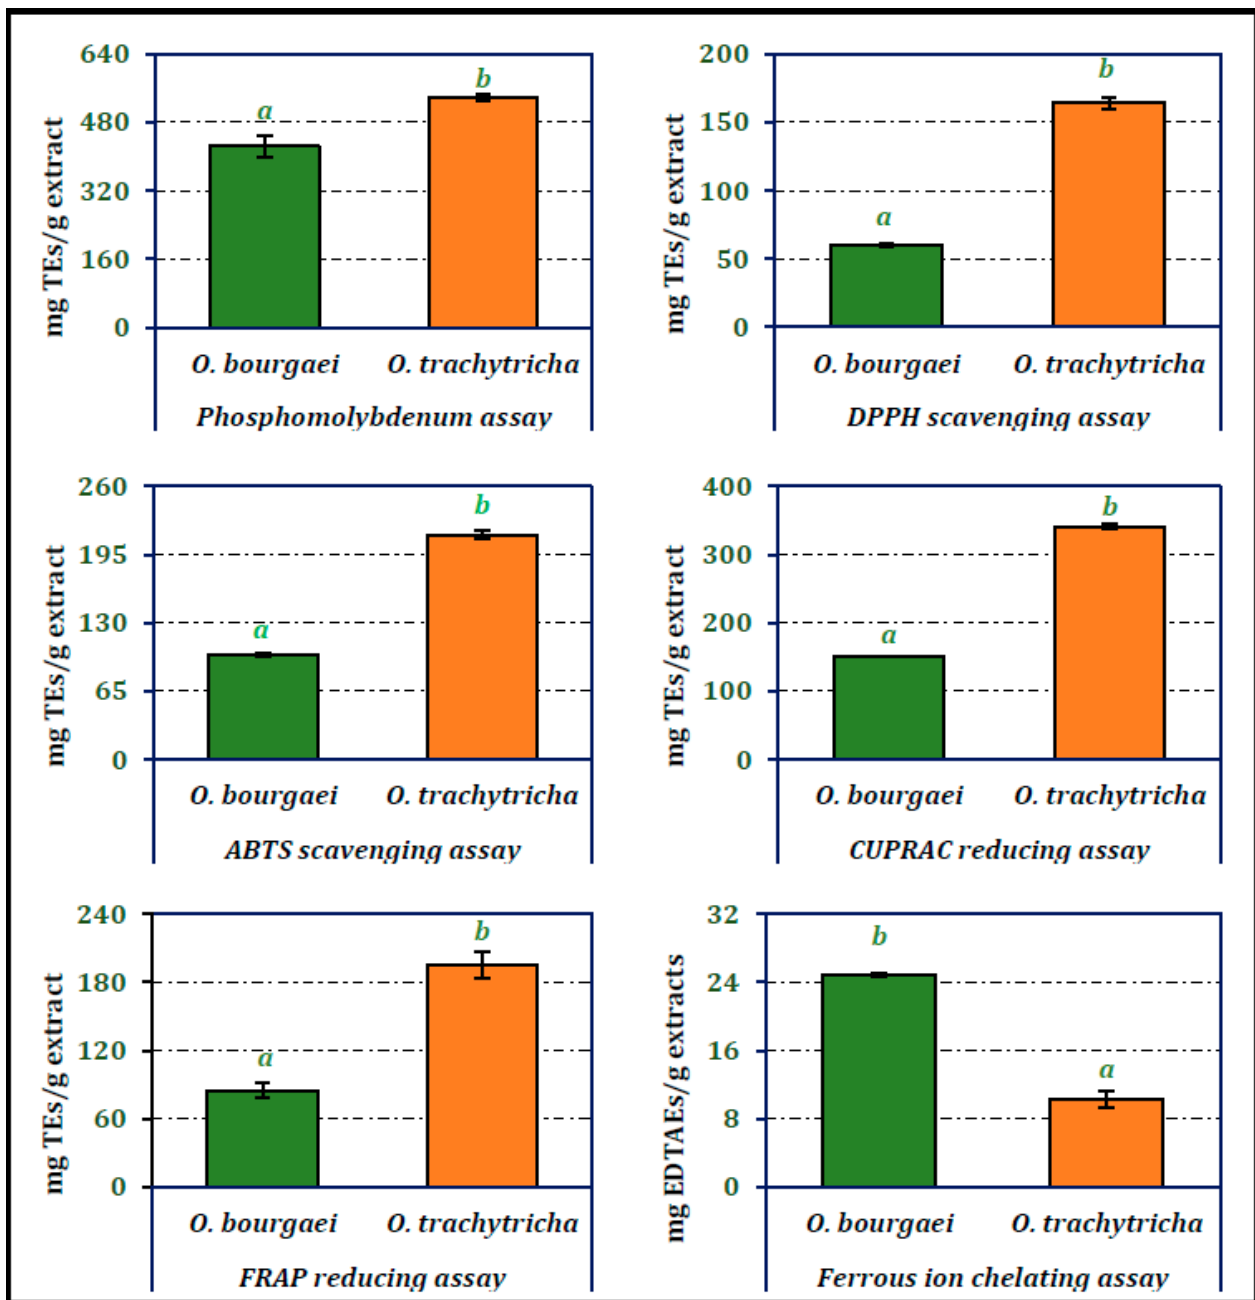 640
480
320
160
0
mg TEs/g extract
a
b
O. bourgaei
O. trachytricha
Phosphomolybdenum assay
200
150
100
50
0
mg TEs/g extract
a
b
O. bourgaei
O. trachytricha
DPPH scavenging assay
260
195
130
65
0
mg TEs/g extract
a
b
O. bourgaei
O. trachytricha
ABTS scavenging assay
400
300
200
100
0
mg TEs/g extract
a
b
O. bourgaei
O. trachytricha
CUPRAC reducing assay
240
180
120
60
0
mg TEs/g extract
a
b
O. bourgaei
O. trachytricha
FRAP reducing assay
32
24
16
8
0
mg EDTAEs/g extracts
b
a
O. bourgaei
O. trachytricha
Ferrous ion chelating assay